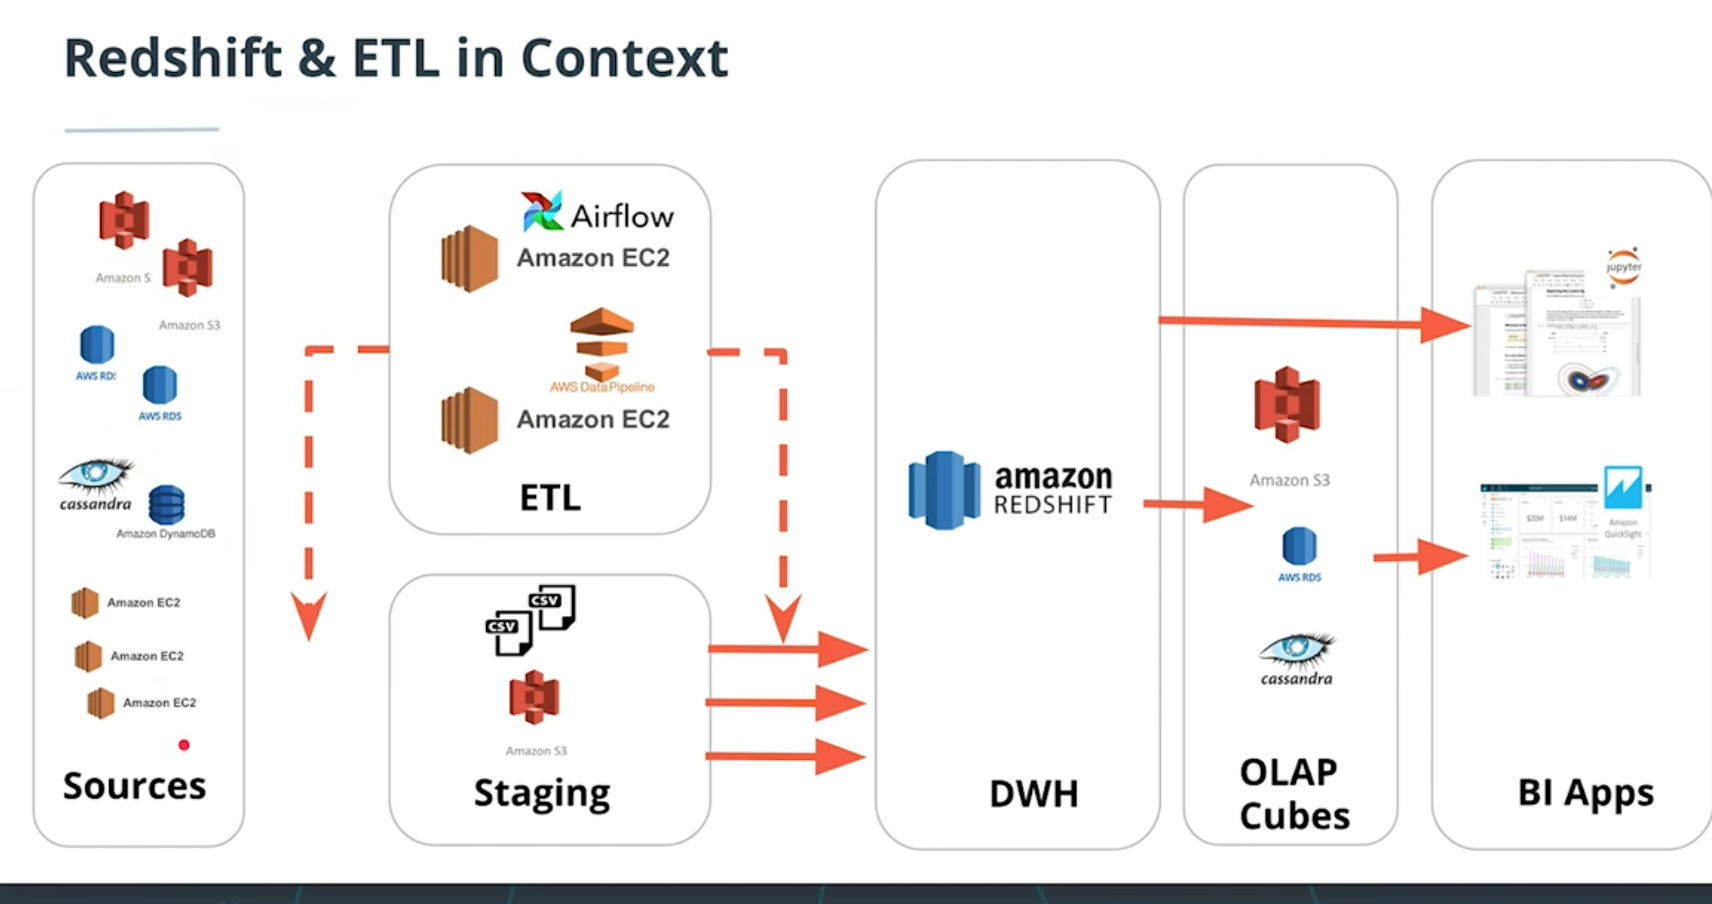 Redshift & ETL in Context
Amazon S
Amazon S3
AWS RDS
AWS RDS
cassandra
Amazon DynamoDB
Amazon EC2
Amazon EC2
Amazon EC2
Sources
Airflow
Amazon EC2
AWS Data Pipeline
Amazon EC2
ETL
CSV
CSV
Amazon S3
Staging
amazon
REDSHIFT
DWH
Amazon S3
AWS RDS
cassandra
OLAP
Cubes
jupyter
$20M
$14M
Amazon
QuickSight
BI Apps